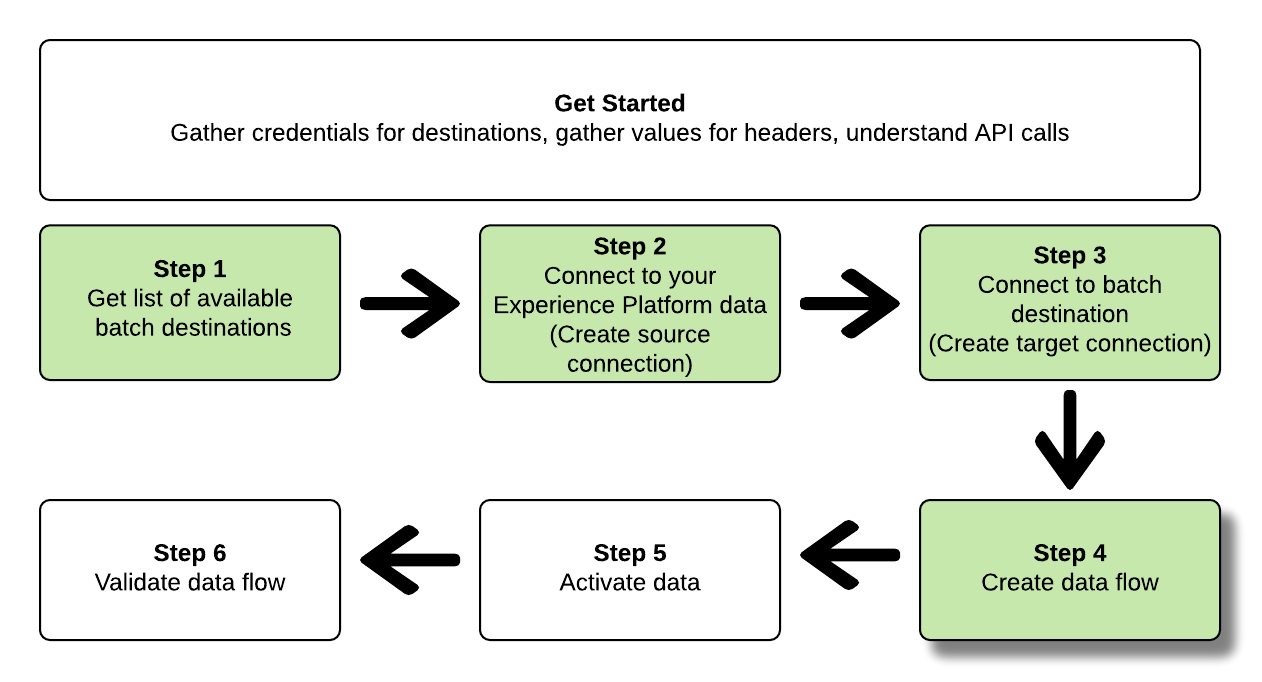 Get Started
Gather credentials for destinations, gather values for headers, understand API calls
Step 1
Get list of available
batch destinations
Step 2
Connect to your
Experience Platform data
(Create source
connection)
Step 3
Connect to batch
destination
(Create target connection)
Step 4
Create data flow
Step 5
Activate data
Step 6
Validate data flow